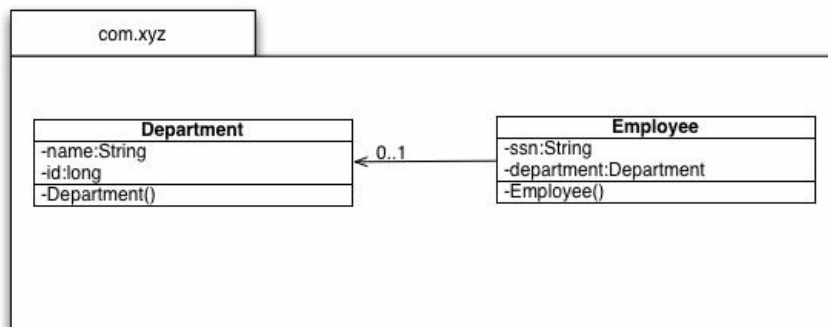 com.xyz
Department
-name:String
-id:long
-Department()
0..1
Employee
-ssn:String
-department:Department
-Employee()